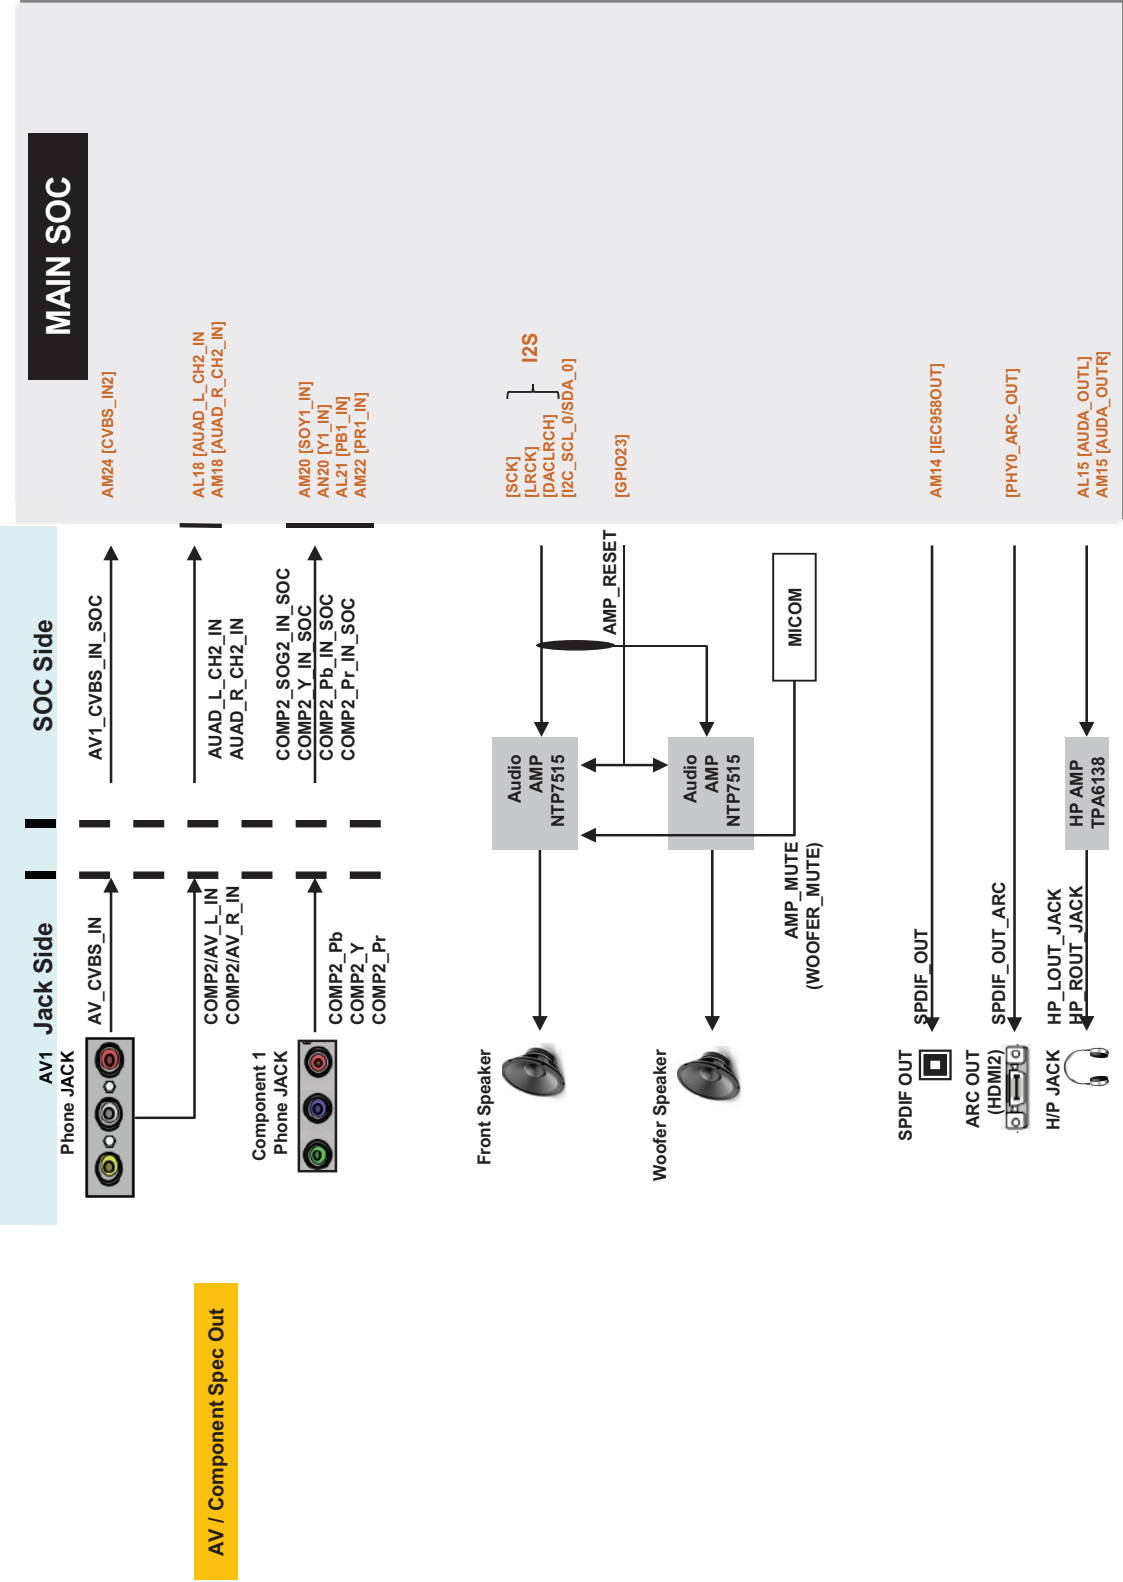 MAIN SOC
SOC Side
Jack Side
AV / Component Spec Out
AV1
Phone JACK
AV_CVBS_IN
AV1_CVBS_IN_SOC
AM24 [CVBS_IN2]
COMP2/AV_L_IN
COMP2/AV_R_IN
AUAD_L_CH2_IN
AUAD_R_CH2_IN
AL18 [AUAD_L_CH2_IN
AM18 [AUAD_R_CH2_IN]
Component 1
Phone JACK
COMP2_Pb
COMP2_Y
COMP2_Pr
COMP2_SOG2_IN_SOC
COMP2_Y_IN_SOC
COMP2_Pb_IN_SOC
COMP2_Pr_IN_SOC
AM20 [SOY1_IN]
AN20 [Y1_IN]
AL21 [PB1_IN]
AM22 [PR1_IN]
Front Speaker
Audio
AMP
NTP7515
[SCK]
[LRCK]
[DACLRCH]
[I2C_SCL_0/SDA_0]
I2S
AMP_RESET
[GPIO23]
Woofer Speaker
Audio
AMP
NTP7515
MICOM
AMP_MUTE
(WOOFER_MUTE)
SPDIF OUT
SPDIF_OUT
AM14 [IEC958OUT]
ARC OUT
(HDMI2)
SPDIF_OUT_ARC
[PHY0_ARC_OUT]
H/P JACK
HP_LOUT_JACK
HP_ROUT_JACK
HP AMP
TPA6138
AL15 [AUDA_OUTL]
AM15 [AUDA_OUTR]